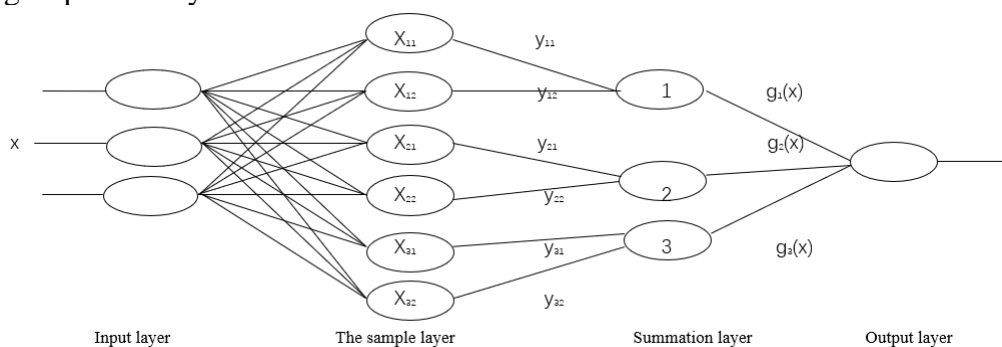 X₁₁
y₁₁
X₁₂
y₁₂
1
g₁(x)
x
X₂₁
y₂₁
g₂(x)
X₂₂
y₂₂
2
X₃₁
y₃₁
3
g₃(x)
X₃₂
y₃₂
Input layer
The sample layer
Summation layer
Output layer